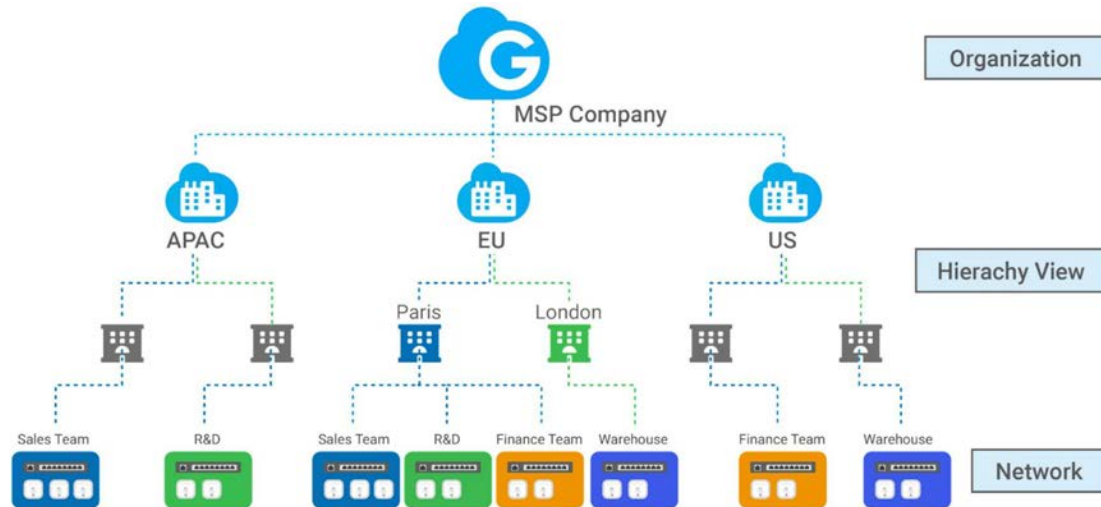 G
Organization
MSP Company
APAC
EU
US
Hierachy View
Paris
London
Sales Team
R&D
Sales Team
R&D
Finance Team
Warehouse
Finance Team
Warehouse
Network